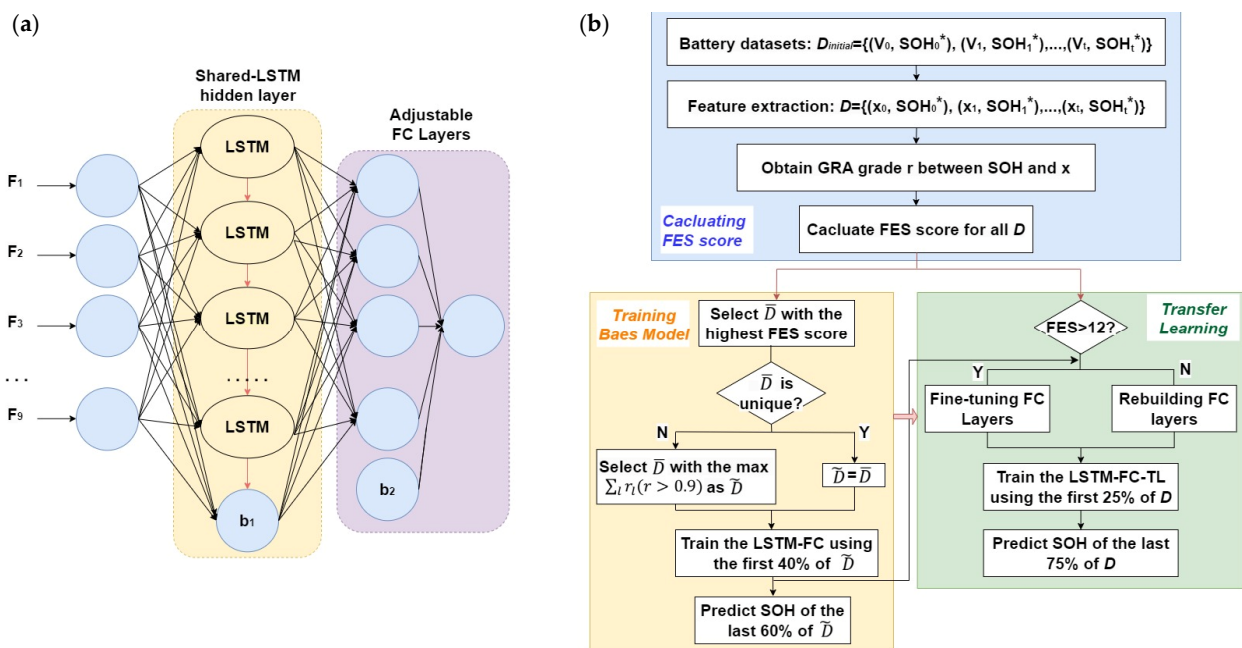 (a)
Shared-LSTM
hidden layer
Adjustable
FC Layers
F1
F2
F3
...
F9
LSTM
LSTM
LSTM
.....
LSTM
b1
b2
(b)
Battery datasets: Dinitial={(V0, SOH0*), (V1, SOH1*),...,(Vt, SOHt*)}
Feature extraction: D={(x0, SOH0*), (x1, SOH1*),...,(xt, SOHt*)}
Obtain GRA grade r between SOH and x
Cacluating
FES score
Cacluate FES score for all D
Training
Baes Model
Select D̅ with the
highest FES score
D̅ is
unique?
N
Y
Select D̅ with the max
∑l rl(r > 0.9) as D̃
D̃=D̅
Train the LSTM-FC using
the first 40% of D̃
Predict SOH of the
last 60% of D̃
Transfer
Learning
FES>12?
Y
N
Fine-tuning FC
Layers
Rebuilding FC
layers
Train the LSTM-FC-TL
using the first 25% of D
Predict SOH of the last
75% of D